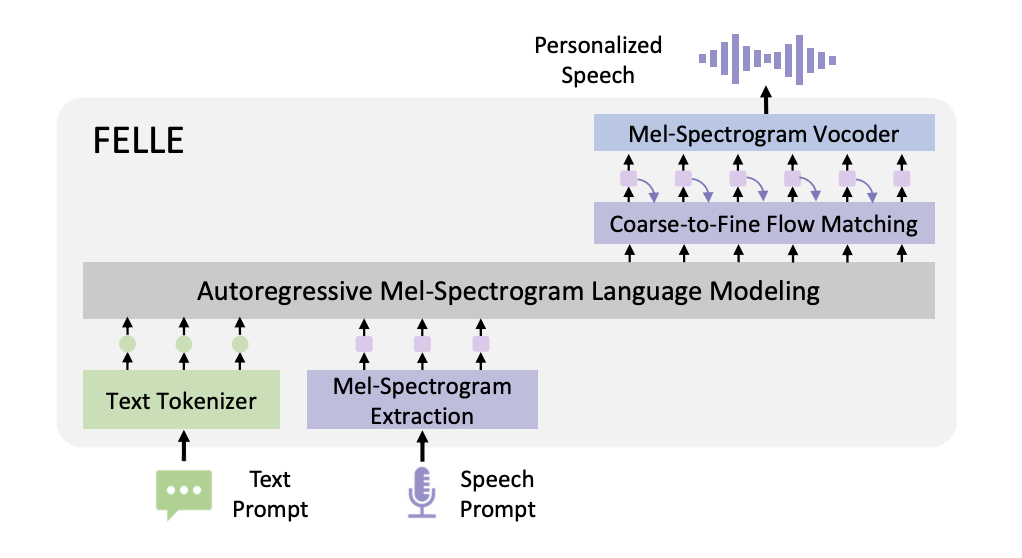 Personalized
Speech
FELLE
Mel-Spectrogram Vocoder
Coarse-to-Fine Flow Matching
Autoregressive Mel-Spectrogram Language Modeling
Text Tokenizer
Mel-Spectrogram
Extraction
Text
Prompt
Speech
Prompt